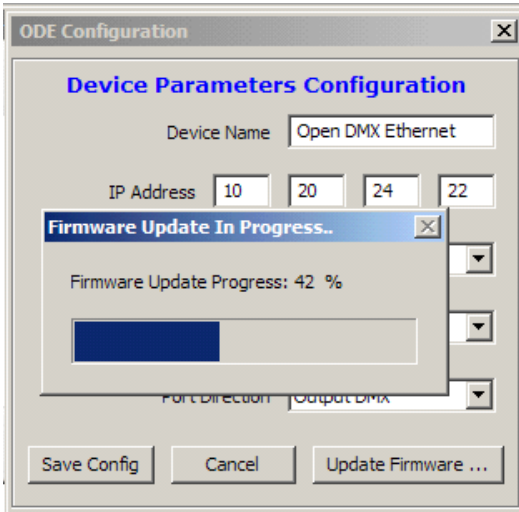 ODE Configuration
Device Parameters Configuration
Device Name Open DMX Ethernet
IP Address 10 20 24 22
Firmware Update In Progress..
Firmware Update Progress: 42 %
Port Direction Output DMX
Save Config Cancel Update Firmware ...